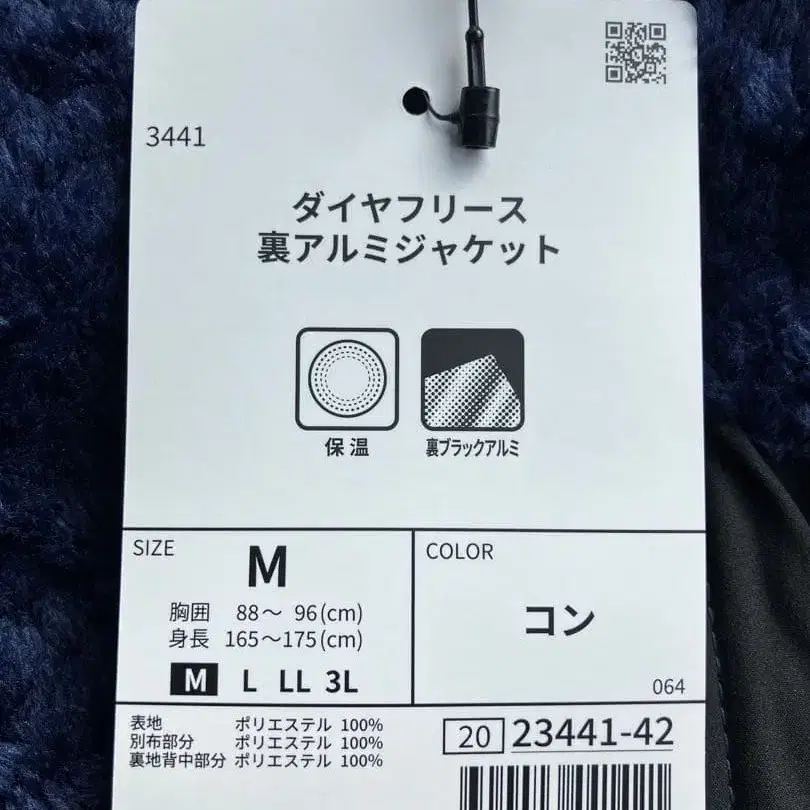 3441
ダイヤフリース
裏アルミジャケット
保温
裏ブラックアルミ
SIZE
M
胸囲 88～ 96(cm)
身長 165～175(cm)
M L LL 3L
COLOR
コン
064
表地 ポリエステル 100%
別布部分 ポリエステル 100%
裏地背中部分 ポリエステル 100%
20 23441-42